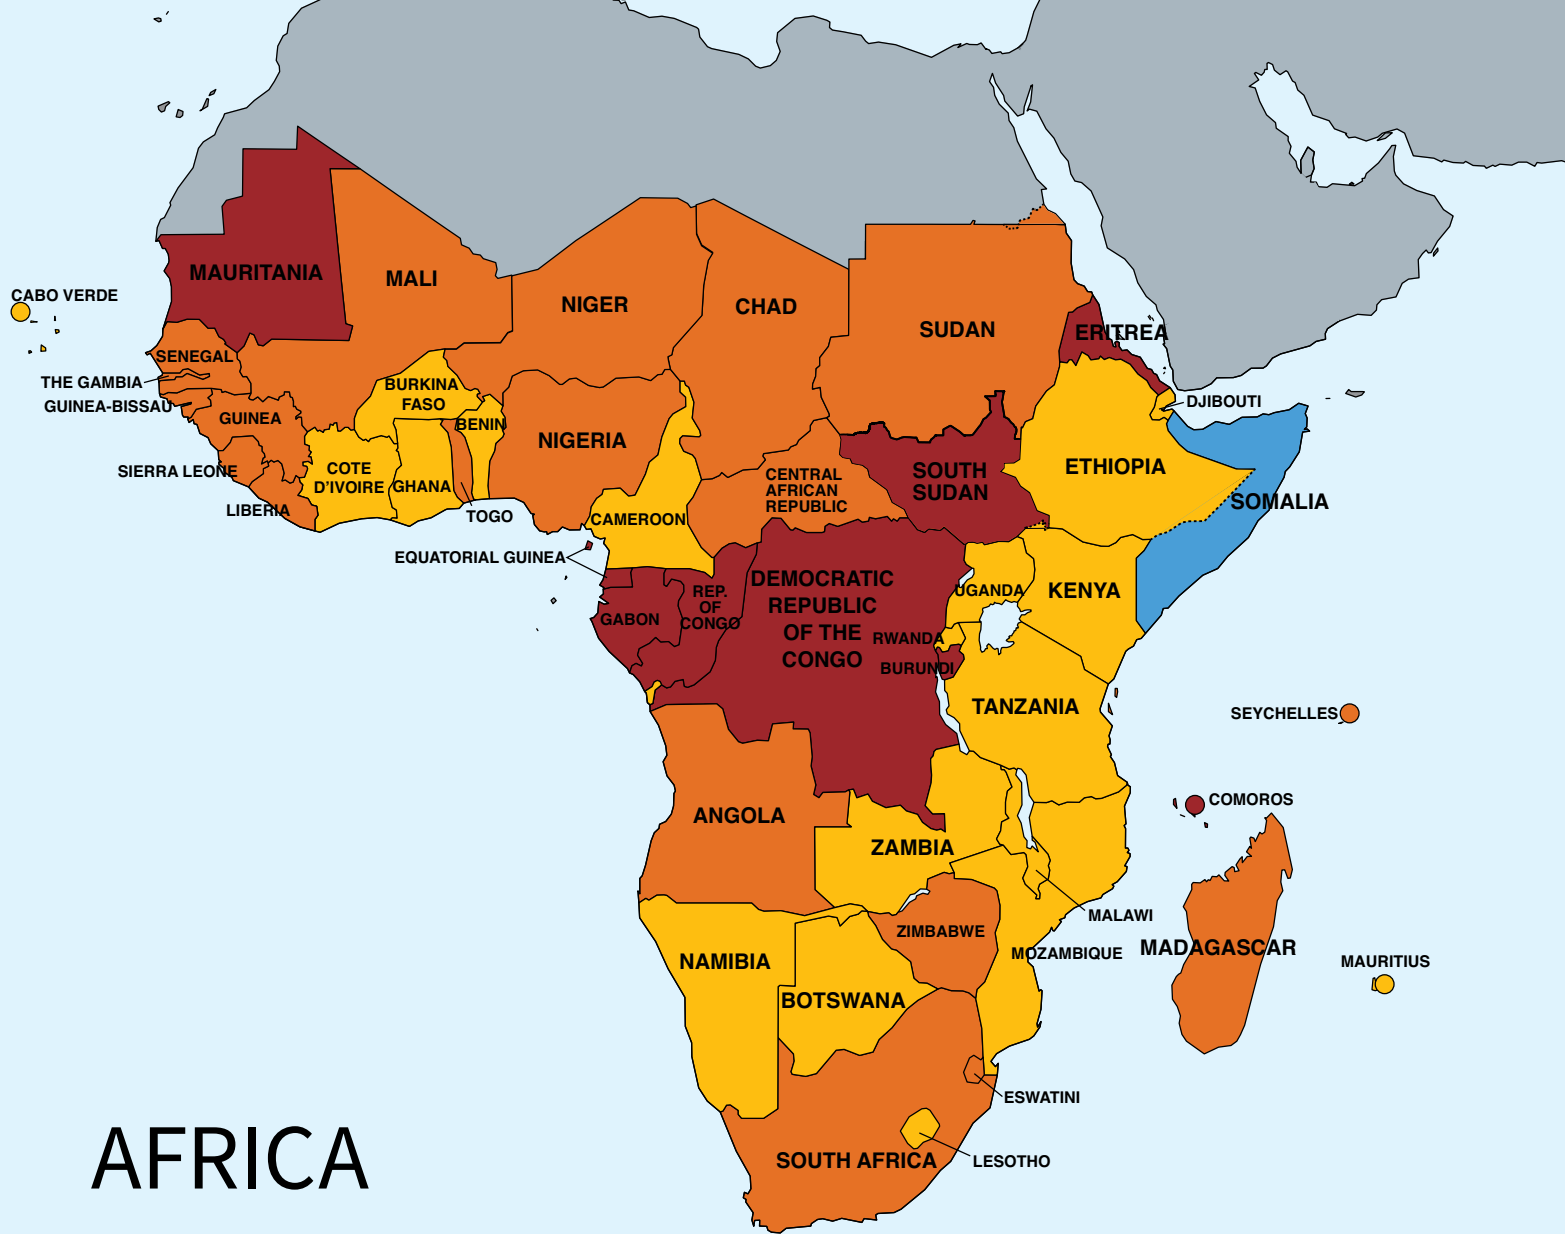 MAURITANIA
MALI
NIGER
CHAD
SUDAN
ERITREA
CABO VERDE
SENEGAL
THE GAMBIA
GUINEA-BISSAU
GUINEA
SIERRA LEONE
LIBERIA
BURKINA
FASO
BENIN
COTE
D'IVOIRE
GHANA
TOGO
NIGERIA
CAMEROON
EQUATORIAL GUINEA
CENTRAL
AFRICAN
REPUBLIC
SOUTH
SUDAN
ETHIOPIA
DJIBOUTI
SOMALIA
GABON
REP.
OF
CONGO
DEMOCRATIC
REPUBLIC
OF THE
CONGO
UGANDA
KENYA
RWANDA
BURUNDI
TANZANIA
SEYCHELLES
COMOROS
ANGOLA
ZAMBIA
MALAWI
MOZAMBIQUE
ZIMBABWE
MADAGASCAR
MAURITIUS
NAMIBIA
BOTSWANA
ESWATINI
LESOTHO
SOUTH AFRICA
AFRICA